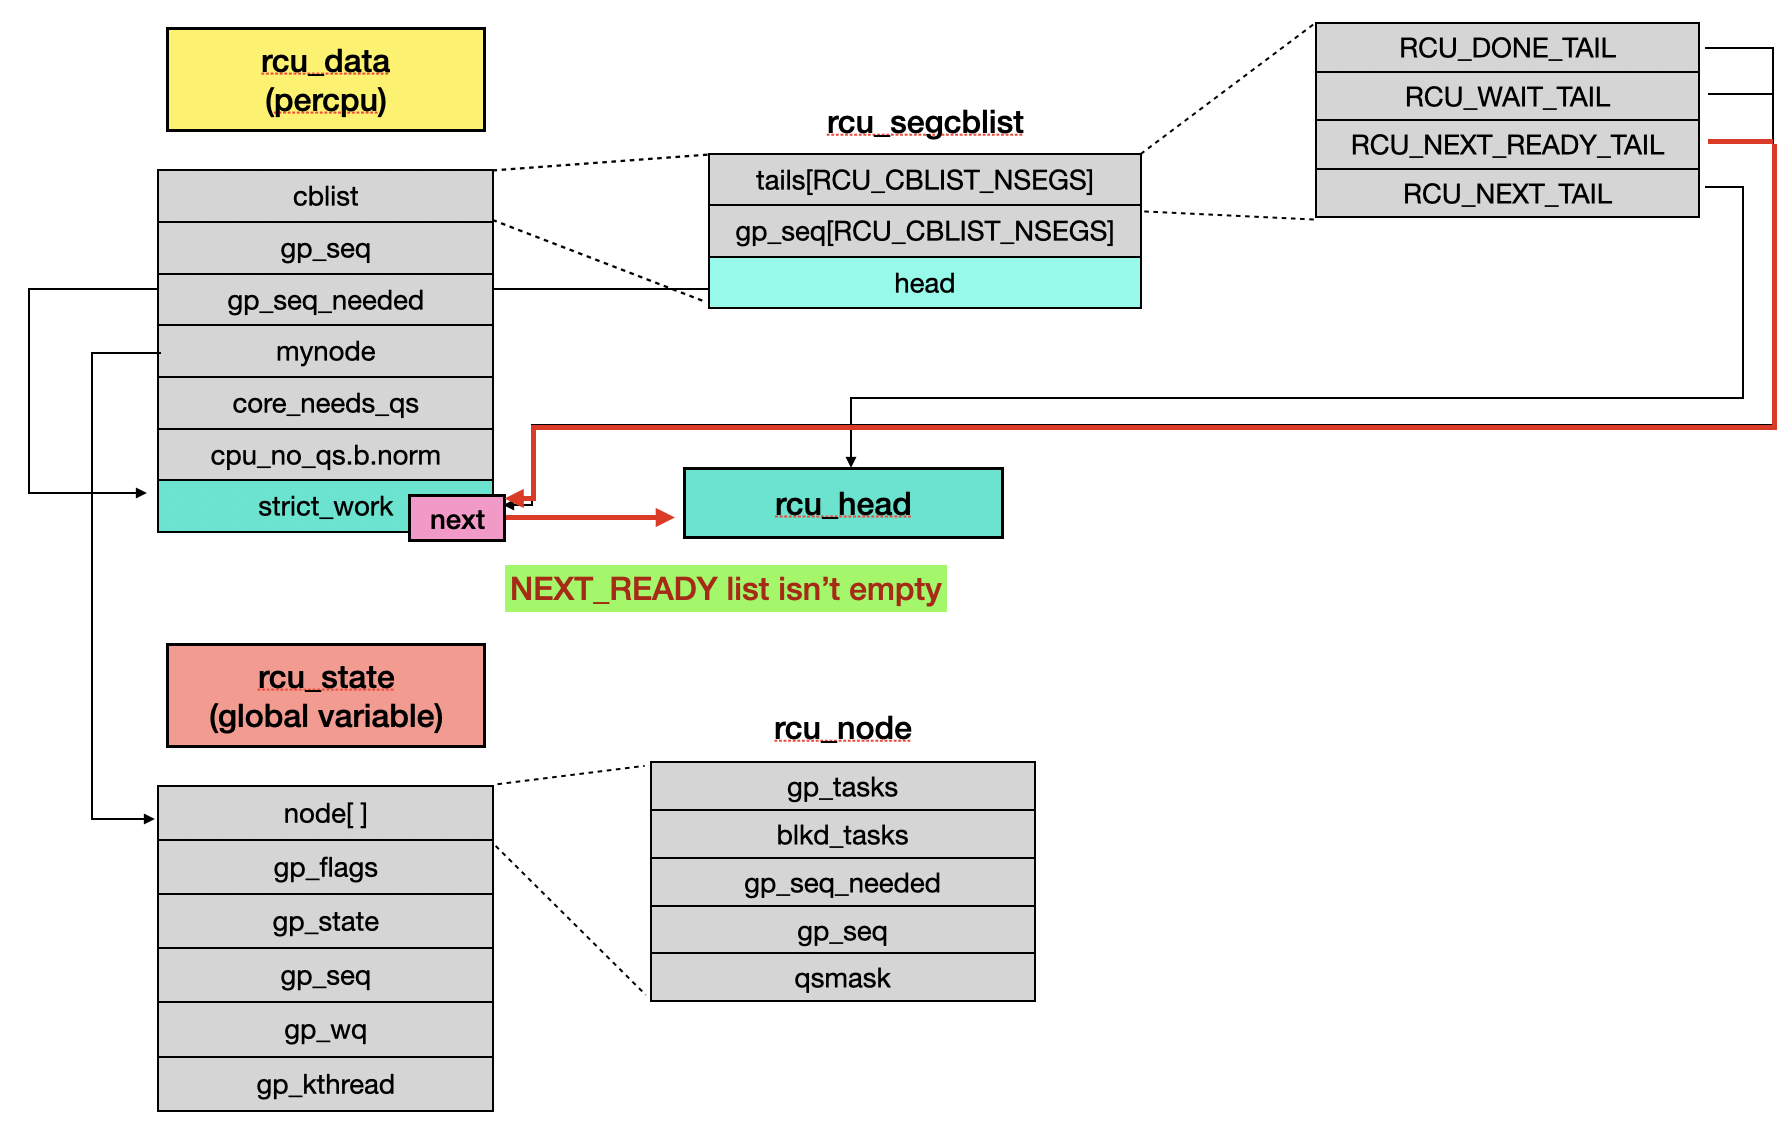 rcu_data
(percpu)
cblist
gp_seq
gp_seq_needed
mynode
core_needs_qs
cpu_no_qs.b.norm
strict_work
next
rcu_segcblist
tails[RCU_CBLIST_NSEGS]
gp_seq[RCU_CBLIST_NSEGS]
head
RCU_DONE_TAIL
RCU_WAIT_TAIL
RCU_NEXT_READY_TAIL
RCU_NEXT_TAIL
rcu_head
NEXT_READY list isn’t empty
rcu_state
(global variable)
node[ ]
gp_flags
gp_state
gp_seq
gp_wq
gp_kthread
rcu_node
gp_tasks
blkd_tasks
gp_seq_needed
gp_seq
qsmask